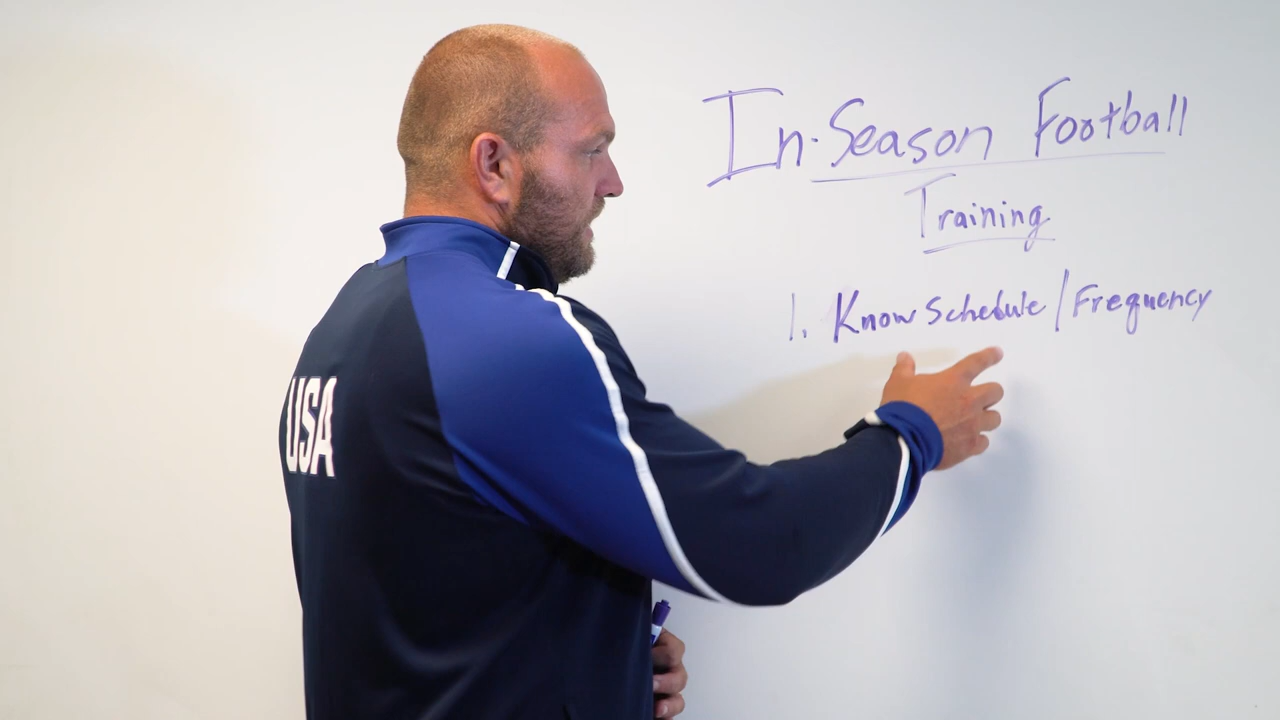 In-Season Football
Training
1. Know Schedule / Frequency
USA